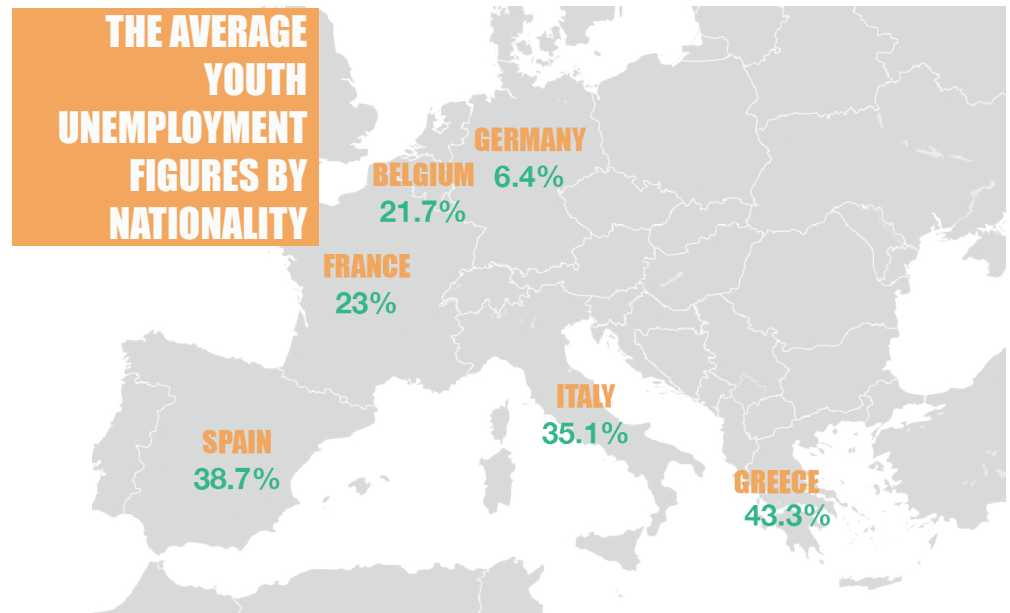 THE AVERAGE
YOUTH
UNEMPLOYMENT
FIGURES BY
NATIONALITY
GERMANY
6.4%
BELGIUM
21.7%
FRANCE
23%
ITALY
35.1%
SPAIN
38.7%
GREECE
43.3%